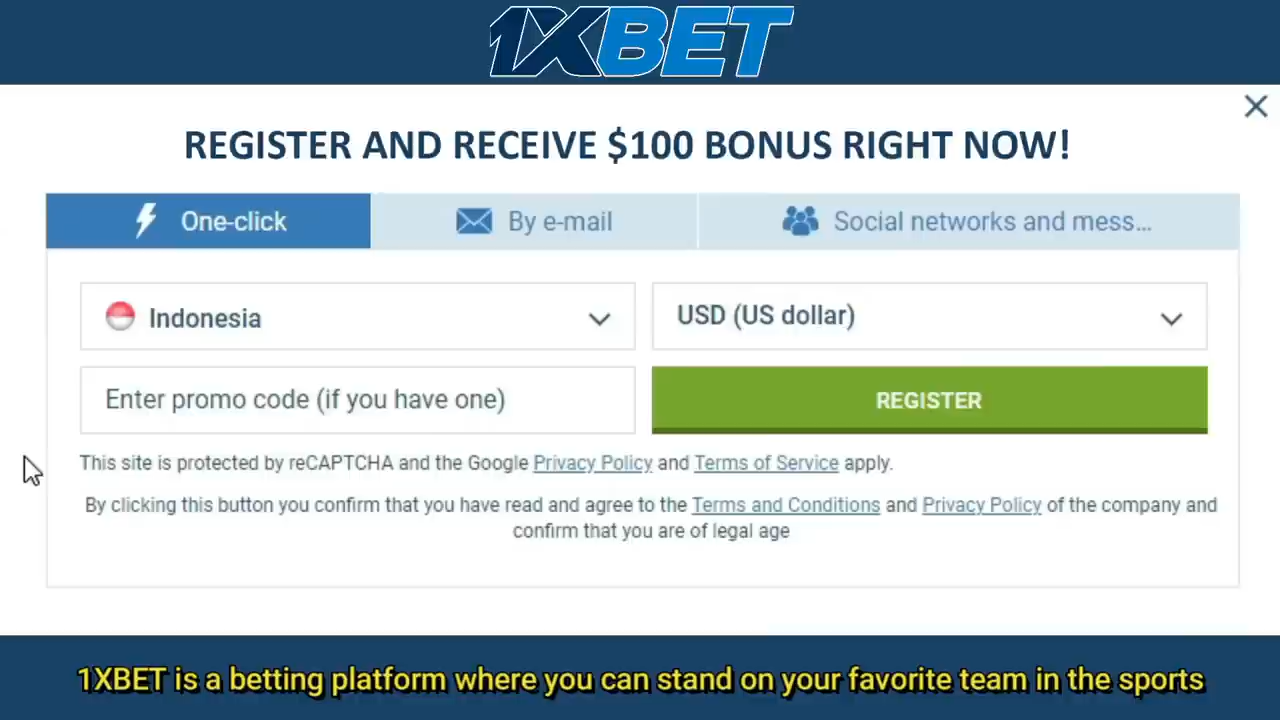 1XBET
REGISTER AND RECEIVE $100 BONUS RIGHT NOW!
One-click
By e-mail
Social networks and mess...
Indonesia
USD (US dollar)
Enter promo code (if you have one)
REGISTER
This site is protected by reCAPTCHA and the Google Privacy Policy and Terms of Service apply.
By clicking this button you confirm that you have read and agree to the Terms and Conditions and Privacy Policy of the company and
confirm that you are of legal age
1XBET is a betting platform where you can stand on your favorite team in the sports